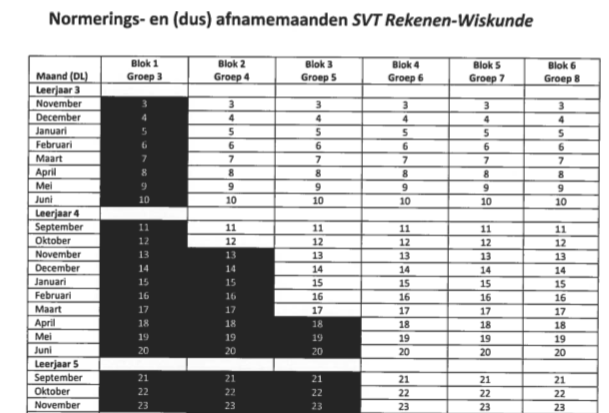 Normerings- en (dus) afnamemaanden SVT Rekenen-Wiskunde
Blok 1 Blok 2 Blok 3 Blok 4 Blok 5 Blok 6
Maand (DL) Groep 3 Groep 4 Groep 5 Groep 6 Groep 7 Groep 8
Leerjaar 3
November 3 3 3 3 3 3
December 4 4 4 4 4 4
Januari 5 5 5 5 5 5
Februari 6 6 6 6 6 6
Maart 7 7 7 7 7 7
April 8 8 8 8 8 8
Mei 9 9 9 9 9 9
Juni 10 10 10 10 10 10
Leerjaar 4
September 11 11 11 11 11 11
Oktober 12 12 12 12 12 12
November 13 13 13 13 13 13
December 14 14 14 14 14 14
Januari 15 15 15 15 15 15
Februari 16 16 16 16 16 16
Maart 17 17 17 17 17 17
April 18 18 18 18 18 18
Mei 19 19 19 19 19 19
Juni 20 20 20 20 20 20
Leerjaar 5
September 21 21 21 21 21 21
Oktober 22 22 22 22 22 22
November 23 23 23 23 23 23